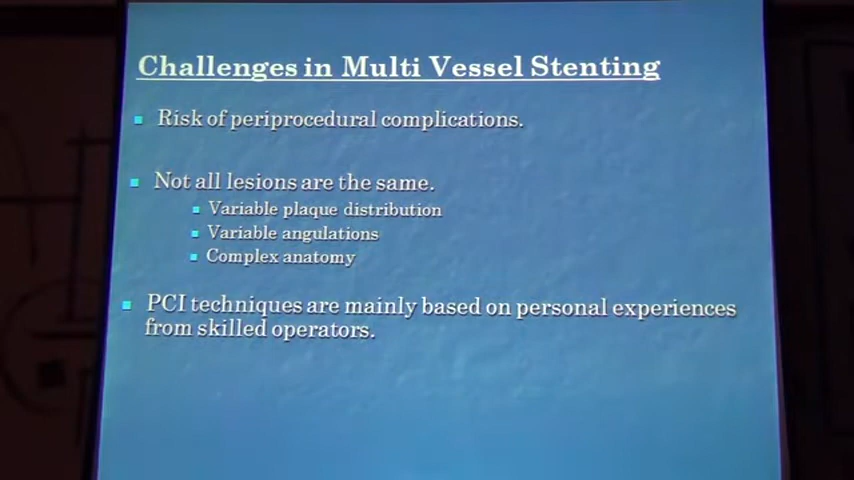 Challenges in Multi Vessel Stenting
Risk of periprocedural complications.
Not all lesions are the same.
Variable plaque distribution
Variable angulations
Complex anatomy
PCI techniques are mainly based on personal experiences
from skilled operators.